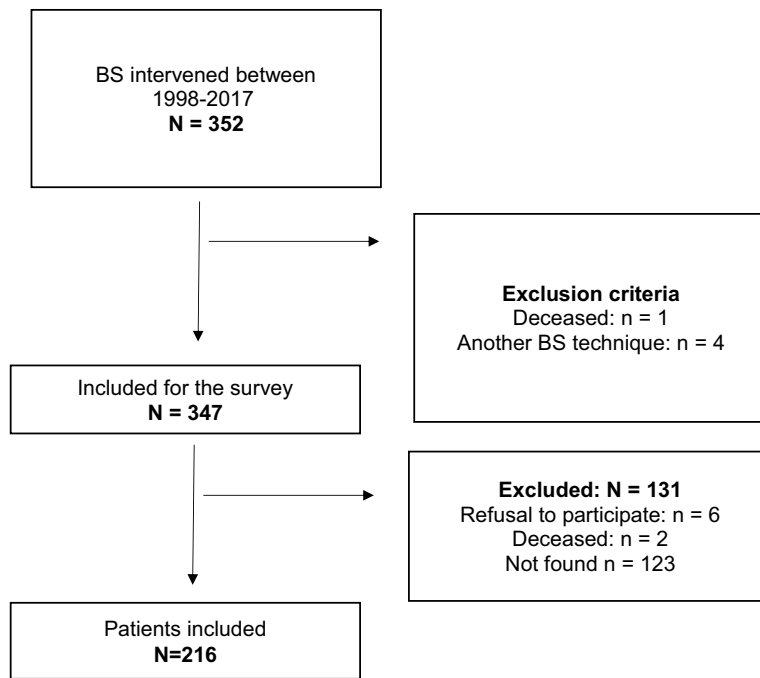 BS intervened between
1998-2017
N = 352
Exclusion criteria
Deceased: n = 1
Another BS technique: n = 4
Included for the survey
N = 347
Excluded: N = 131
Refusal to participate: n = 6
Deceased: n = 2
Not found n = 123
Patients included
N=216